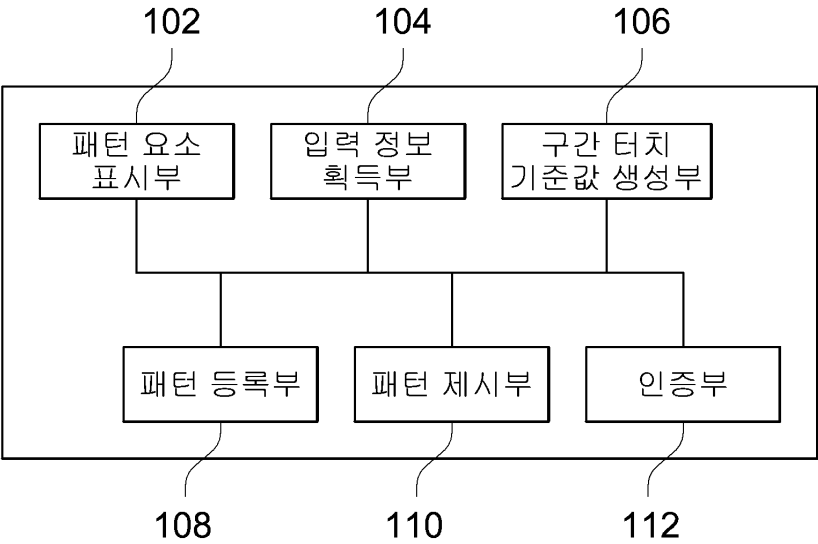 102 104 106
패턴 요소
표시부
입력 정보
획득부
구간 터치
기준값 생성부
패턴 등록부
패턴 제시부
인증부
108 110 112